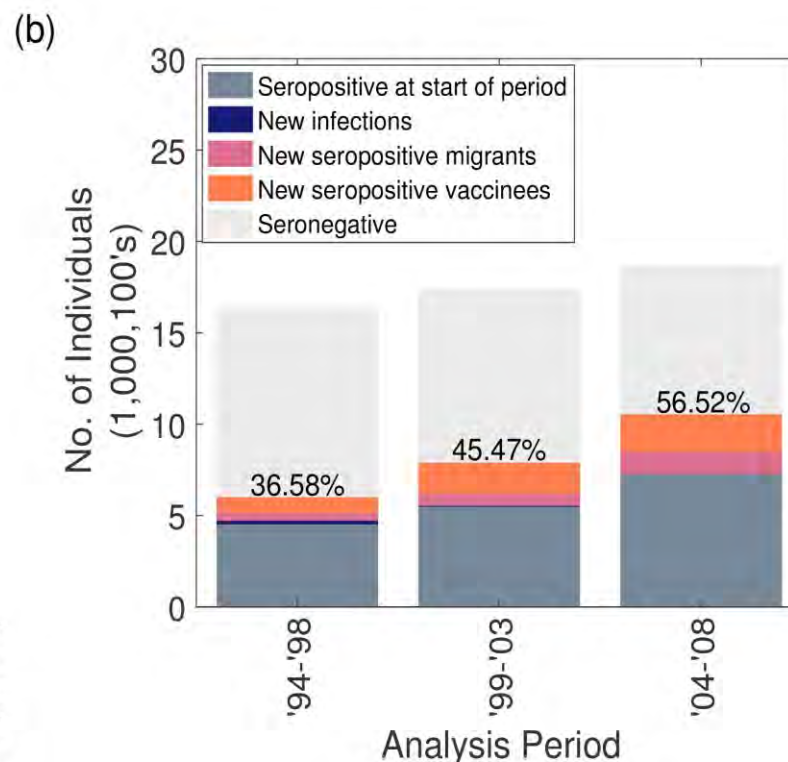 (b)
30
25
20
15
10
5
0
No. of Individuals
(1,000,100's)
Seropositive at start of period
New infections
New seropositive migrants
New seropositive vaccinees
Seronegative
36.58%
45.47%
56.52%
'94-'98
'99-'03
'04-'08
Analysis Period